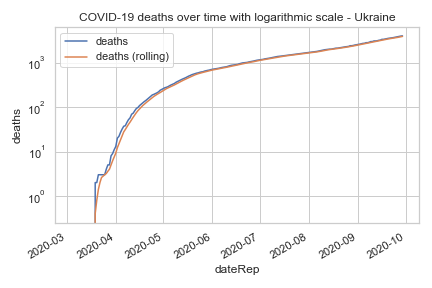 COVID-19 deaths over time with logarithmic scale - Ukraine
deaths
deaths (rolling)
10³
10²
10¹
10⁰
deaths
2020-03
2020-04
2020-05
2020-06
2020-07
2020-08
2020-09
2020-10
dateRep